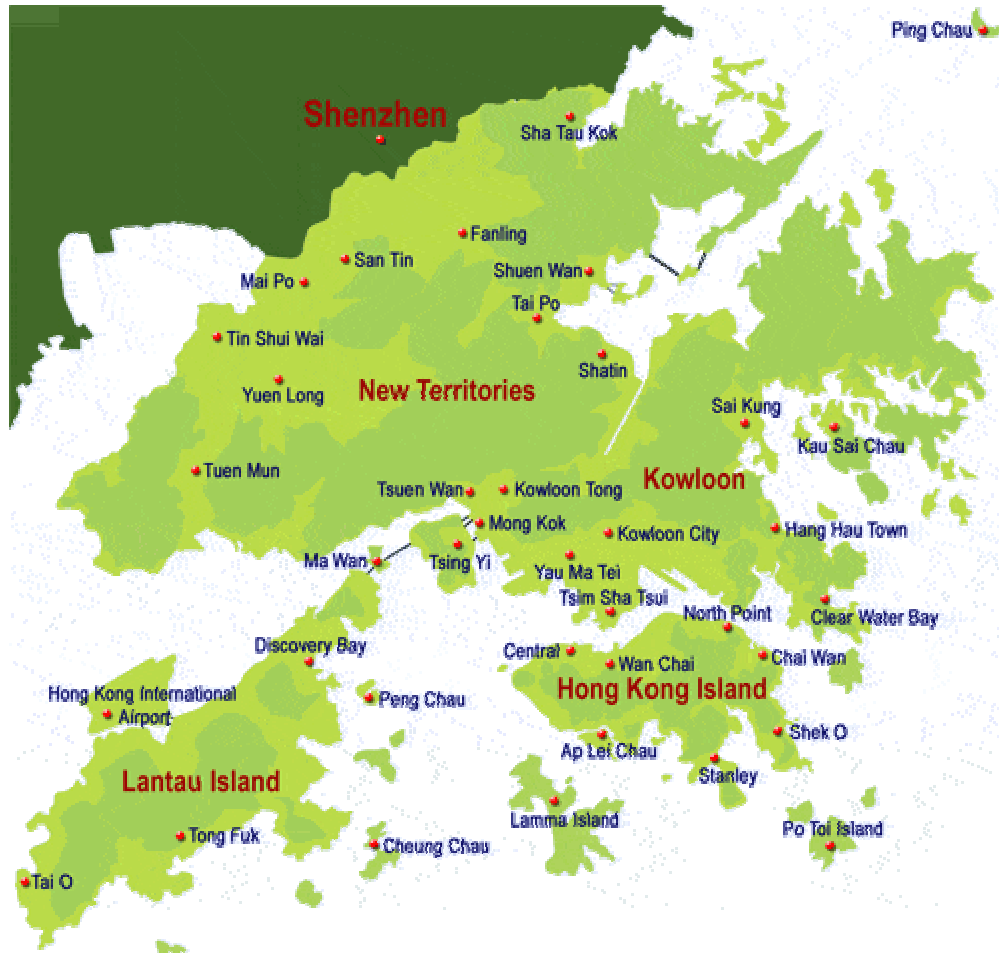 Ping Chau
Shenzhen
Sha Tau Kok
Fanling
San Tin
Shuen Wan
Mai Po
Tai Po
Tin Shui Wai
Shatin
Yuen Long
New Territories
Sai Kung
Kau Sai Chau
Tuen Mun
Kowloon
Tsuen Wan
Kowloon Tong
Mong Kok
Kowloon City
Hang Hau Town
Ma Wan
Tsing Yi
Yau Ma Tei
Tsim Sha Tsui
North Point
Clear Water Bay
Discovery Bay
Central
Wan Chai
Chai Wan
Hong Kong International
Airport
Peng Chau
Hong Kong Island
Shek O
Ap Lei Chau
Stanley
Lantau Island
Lamma Island
Po Toi Island
Tong Fuk
Cheung Chau
Tai O